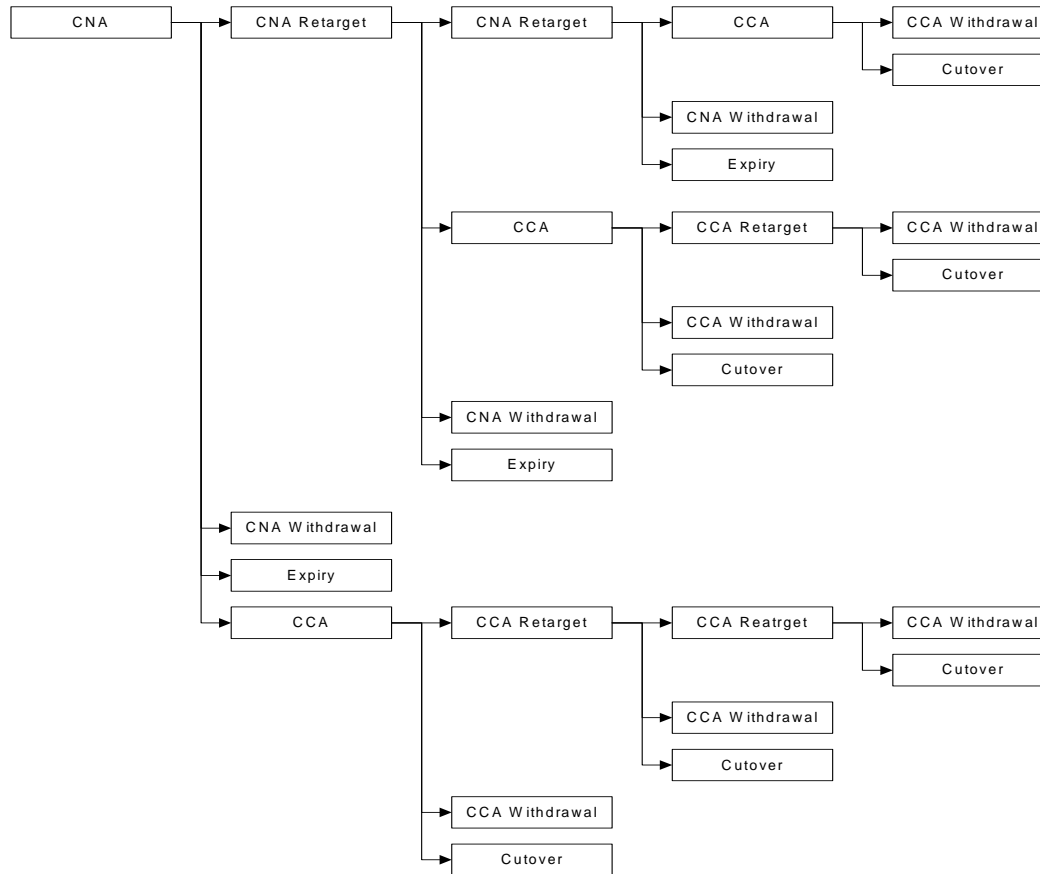 CNA
CNA Retarget
CNA Retarget
CCA
CCA Withdrawal
Cutover
CNA Withdrawal
Expiry
CCA
CCA Retarget
CCA Withdrawal
Cutover
CCA Withdrawal
Cutover
CNA Withdrawal
Expiry
CNA Withdrawal
Expiry
CCA
CCA Retarget
CCA Reatrget
CCA Withdrawal
Cutover
CCA Withdrawal
Cutover
CCA Withdrawal
Cutover